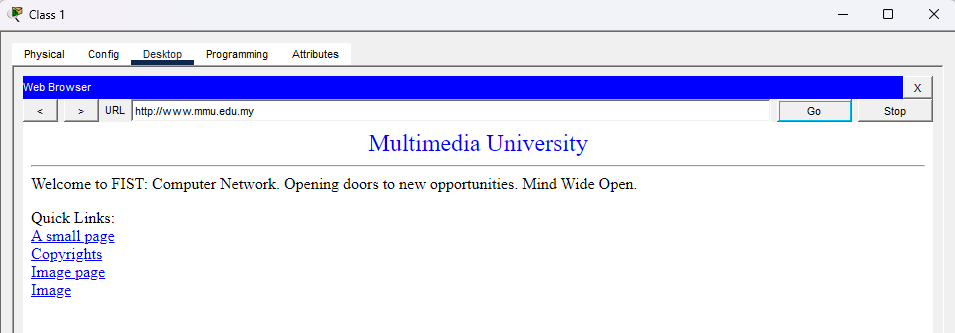 Class 1
Physical Config Desktop Programming Attributes
Web Browser X
< > URL http://www.mmu.edu.my Go Stop
Multimedia University
Welcome to FIST: Computer Network. Opening doors to new opportunities. Mind Wide Open.
Quick Links:
A small page
Copyrights
Image page
Image